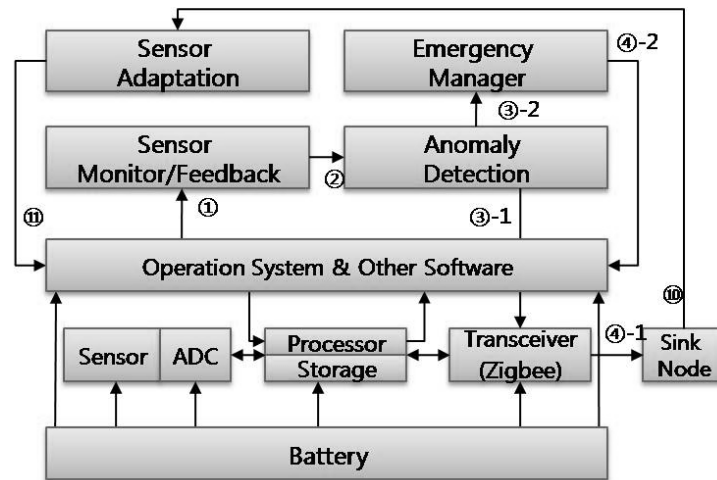 Sensor
Adaptation
Emergency
Manager
④-2
③-2
Sensor
Monitor/Feedback
②
Anomaly
Detection
⑪
①
③-1
Operation System & Other Software
⑩
Sensor
ADC
Processor
Storage
Transceiver
(Zigbee)
④-1
Sink
Node
Battery